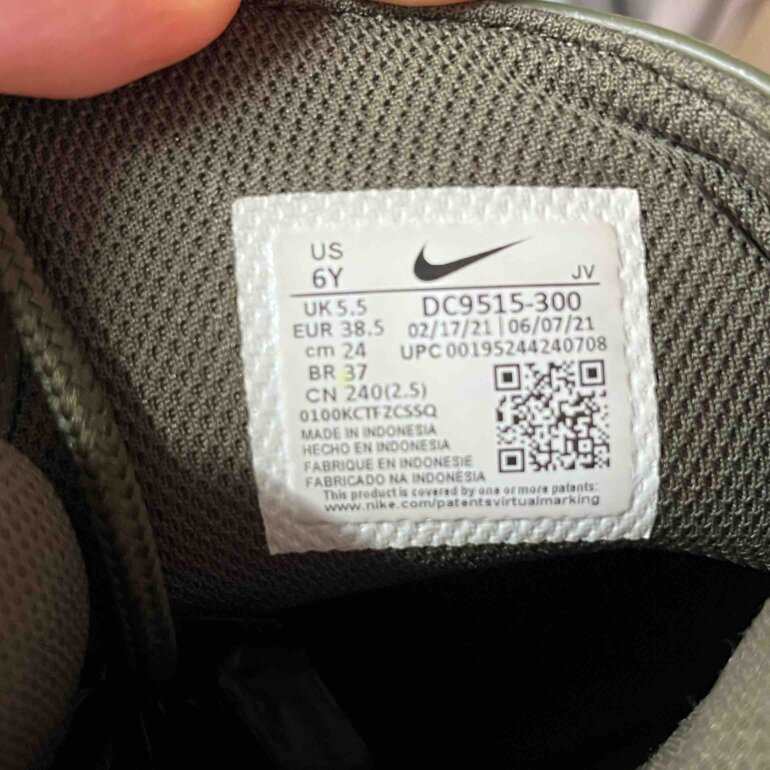 US
6Y
JV
UK 5.5
DC9515-300
EUR 38.5
02/17/21 | 06/07/21
cm 24
UPC 00195244240708
BR 37
CN 240(2.5)
0100KCTFZCSSQ
MADE IN INDONESIA
HECHO EN INDONESIA
FABRIQUE EN INDONESIE
FABRICADO NA INDONÉSIA
This product is covered by one or more patents:
www.nike.com/patentsvirtualmarking